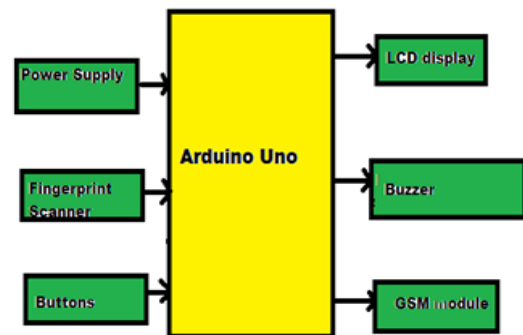 Power Supply
Fingerprint
Scanner
Buttons
Arduino Uno
LCD display
Buzzer
GSM module